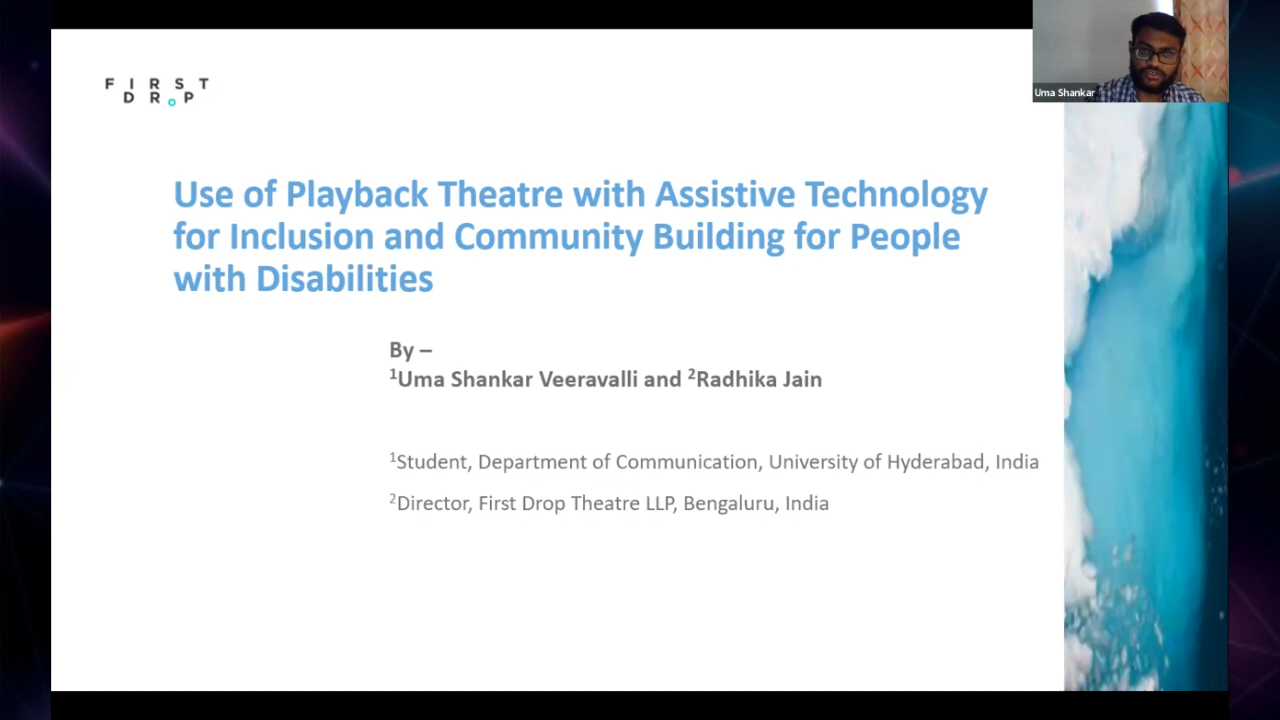 FIRST
DROP
Uma Shankar
Use of Playback Theatre with Assistive Technology
for Inclusion and Community Building for People
with Disabilities
By –
¹Uma Shankar Veeravalli and ²Radhika Jain
¹Student, Department of Communication, University of Hyderabad, India
²Director, First Drop Theatre LLP, Bengaluru, India